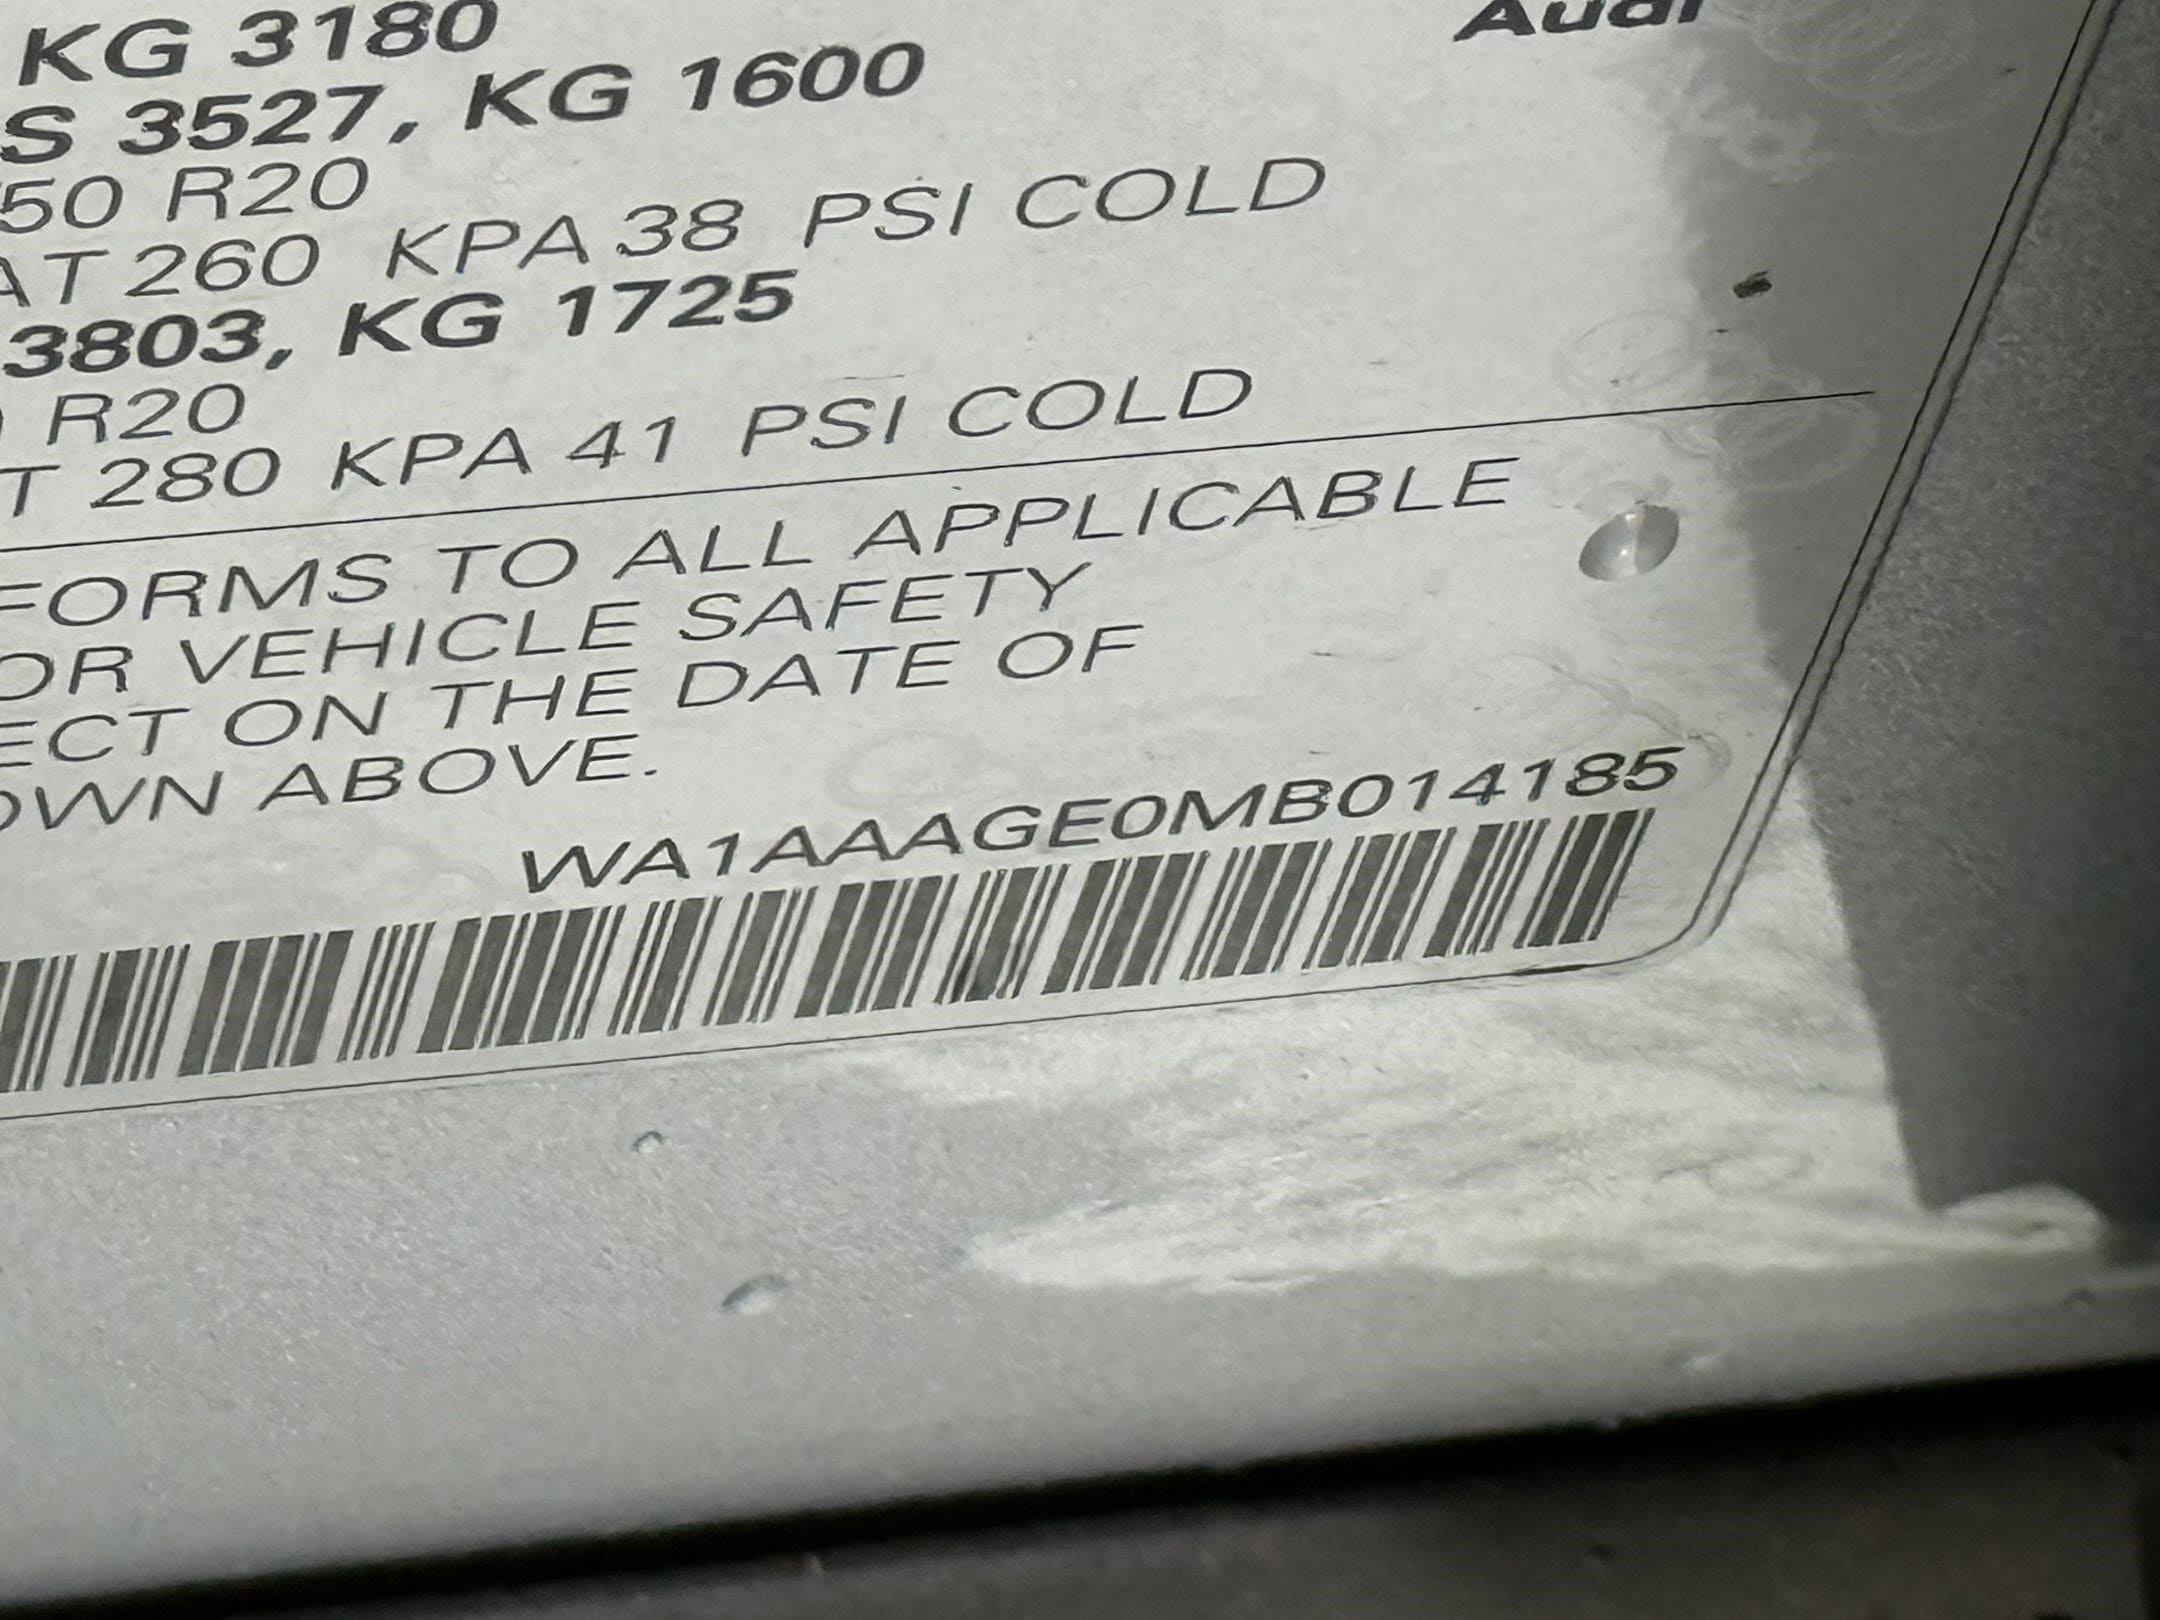 Audi
KG 3180
S 3527, KG 1600
50 R20
AT 260 KPA 38 PSI COLD
3803, KG 1725
R20
T 280 KPA 41 PSI COLD
FORMS TO ALL APPLICABLE
OR VEHICLE SAFETY
ECT ON THE DATE OF
OWN ABOVE.
WA1AAAGE0MB014185